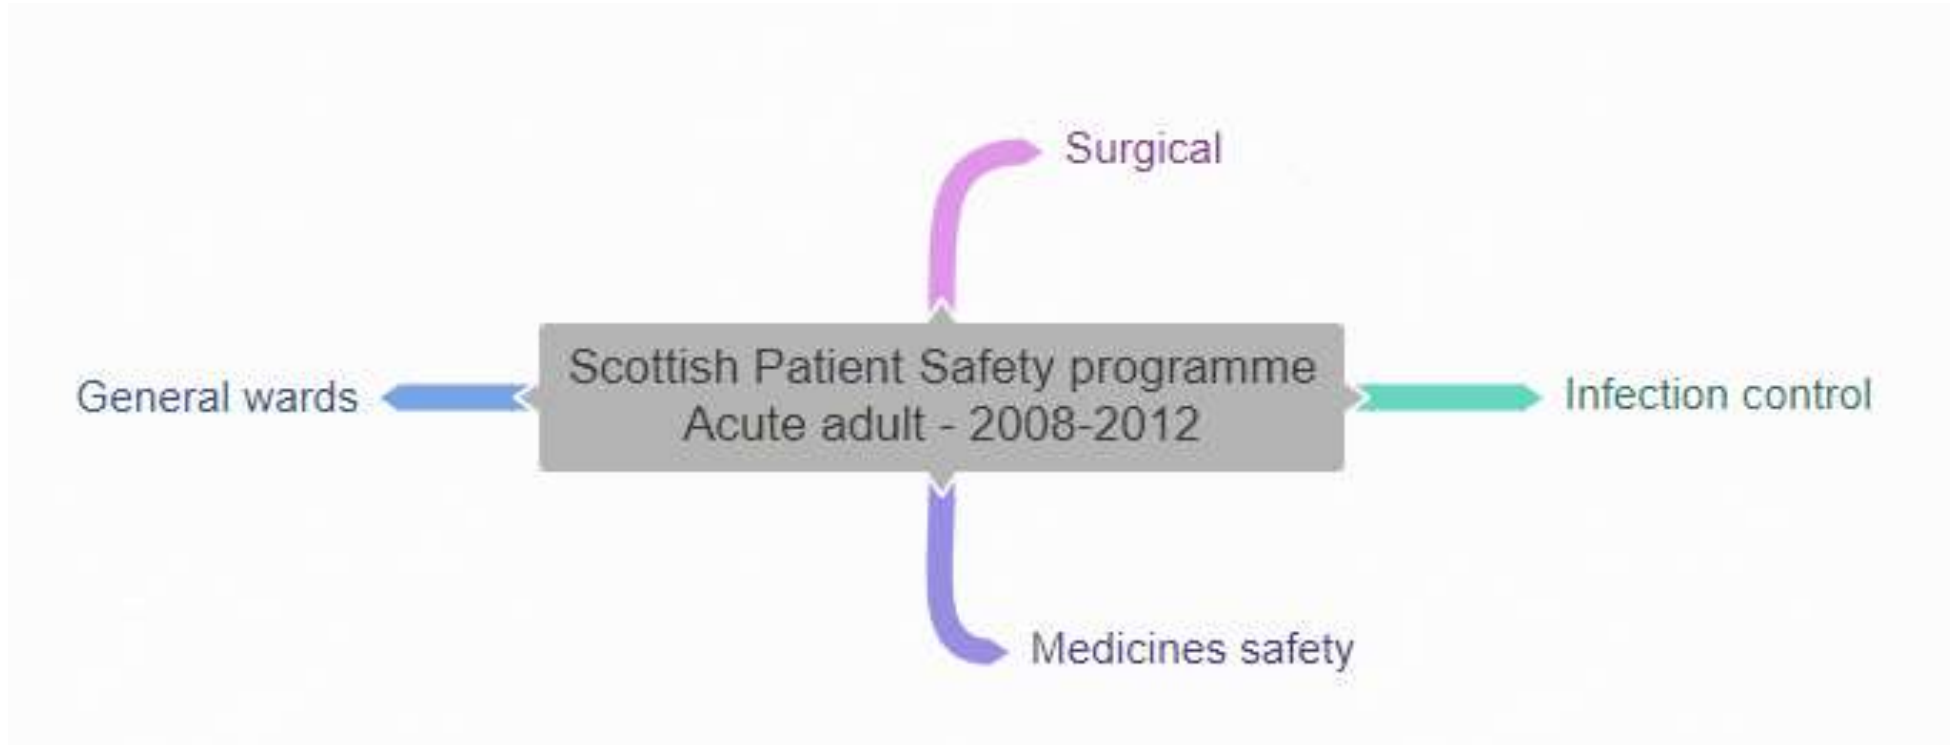 Surgical
Scottish Patient Safety programme
Acute adult - 2008-2012
General wards
Infection control
Medicines safety